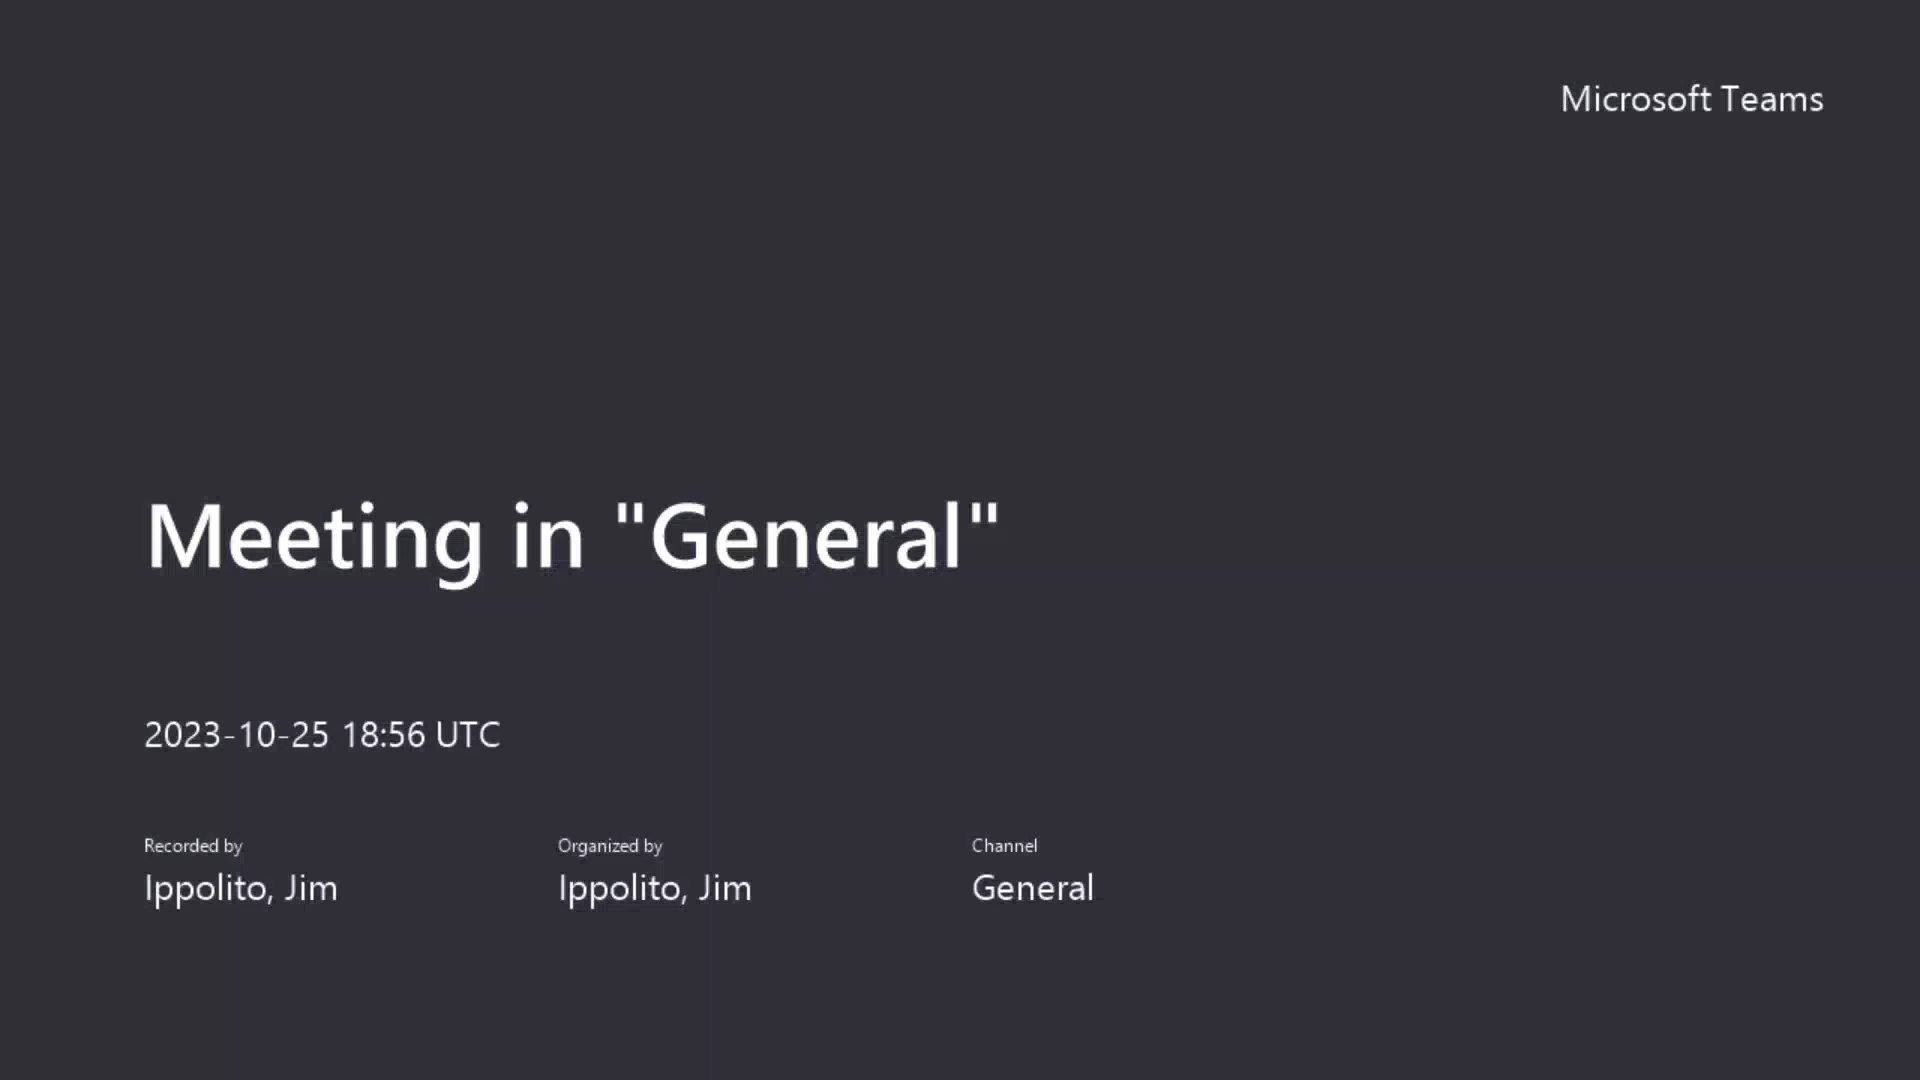 Microsoft Teams
Meeting in "General"
2023-10-25 18:56 UTC
Recorded by
Ippolito, Jim
Organized by
Ippolito, Jim
Channel
General